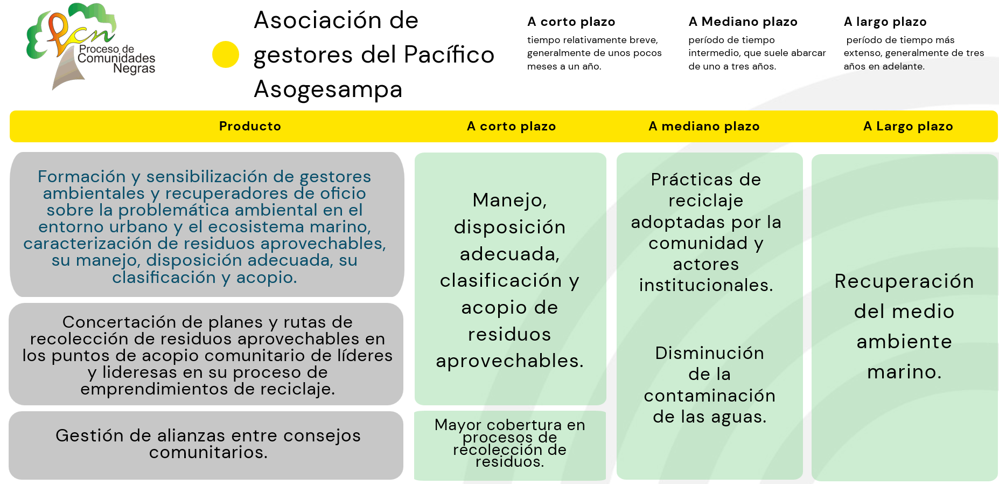 pcn
Proceso de
Comunidades
Negras
Asociación de
gestores del Pacífico
Asogesampa
A corto plazo
tiempo relativamente breve,
generalmente de unos pocos
meses a un año.
A Mediano plazo
período de tiempo
intermedio, que suele abarcar
de uno a tres años.
A largo plazo
período de tiempo más
extenso, generalmente de tres
años en adelante.
Producto
A corto plazo
A mediano plazo
A Largo plazo
Formación y sensibilización de gestores
ambientales y recuperadores de oficio
sobre la problemática ambiental en el
entorno urbano y el ecosistema marino,
caracterización de residuos aprovechables,
su manejo, disposición adecuada, su
clasificación y acopio.
Concertación de planes y rutas de
recolección de residuos aprovechables en
los puntos de acopio comunitario de líderes
y lideresas en su proceso de
emprendimientos de reciclaje.
Gestión de alianzas entre consejos
comunitarios.
Manejo,
disposición
adecuada,
clasificación y
acopio de
residuos
aprovechables.
Mayor cobertura en
procesos de
recolección de
residuos.
Prácticas de
reciclaje
adoptadas por la
comunidad y
actores
institucionales.
Disminución
de la
contaminación
de las aguas.
Recuperación
del medio
ambiente
marino.